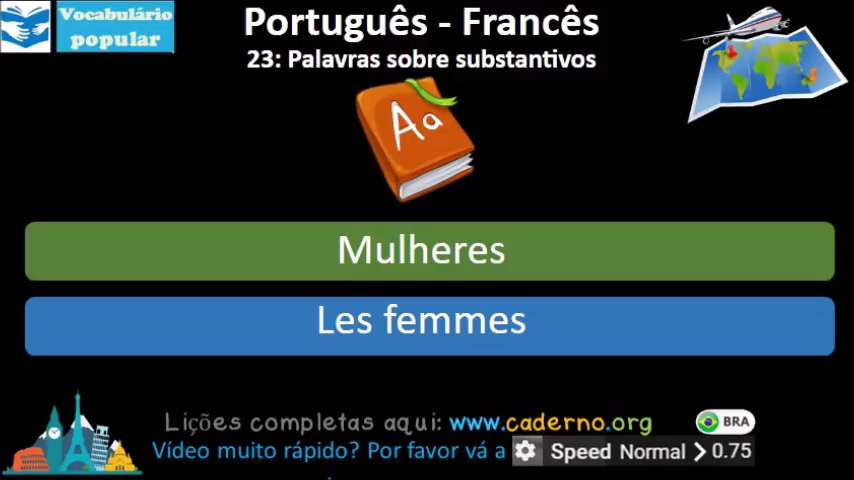 Vocabulário
popular
Português - Francês
23: Palavras sobre substantivos
Aa
Mulheres
Les femmes
Lições completas aqui: www.caderno.org
BRA
Vídeo muito rápido? Por favor vá a Speed Normal > 0.75